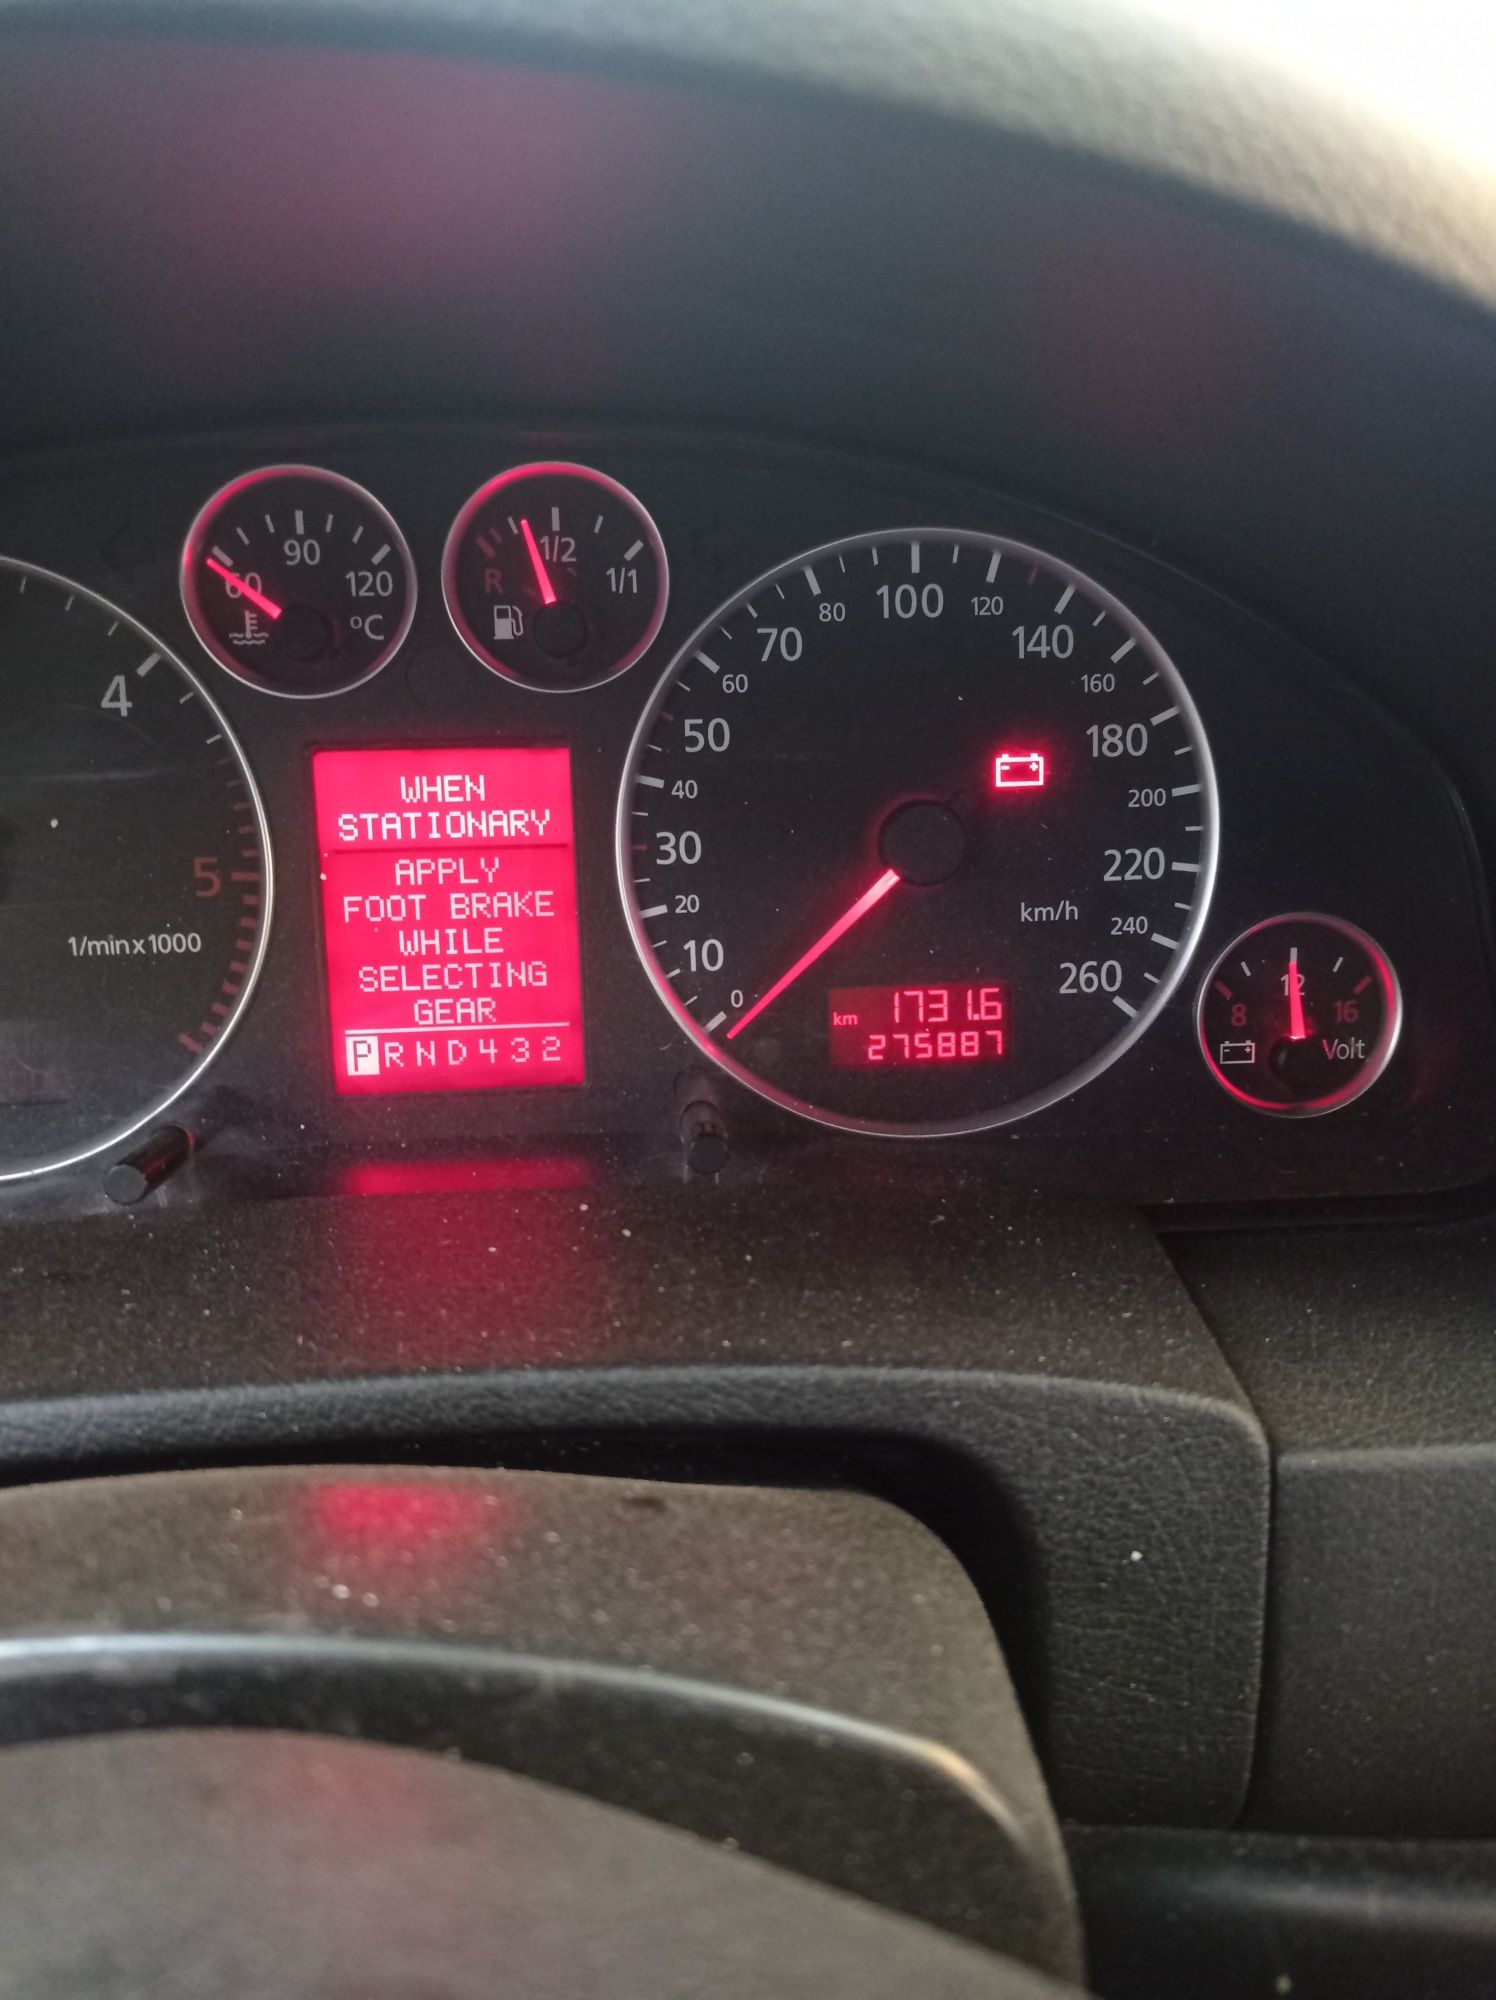 60 90 120
°C
R 1/2 1/1
4
5
1/min x 1000
WHEN
STATIONARY
APPLY
FOOT BRAKE
WHILE
SELECTING
GEAR
P R N D 4 3 2
0 10 20 30 40 50 60 70 80 100 120 140 160 180 200 220 240 260
km/h
km 1731.6
275887
8 12 16
Volt